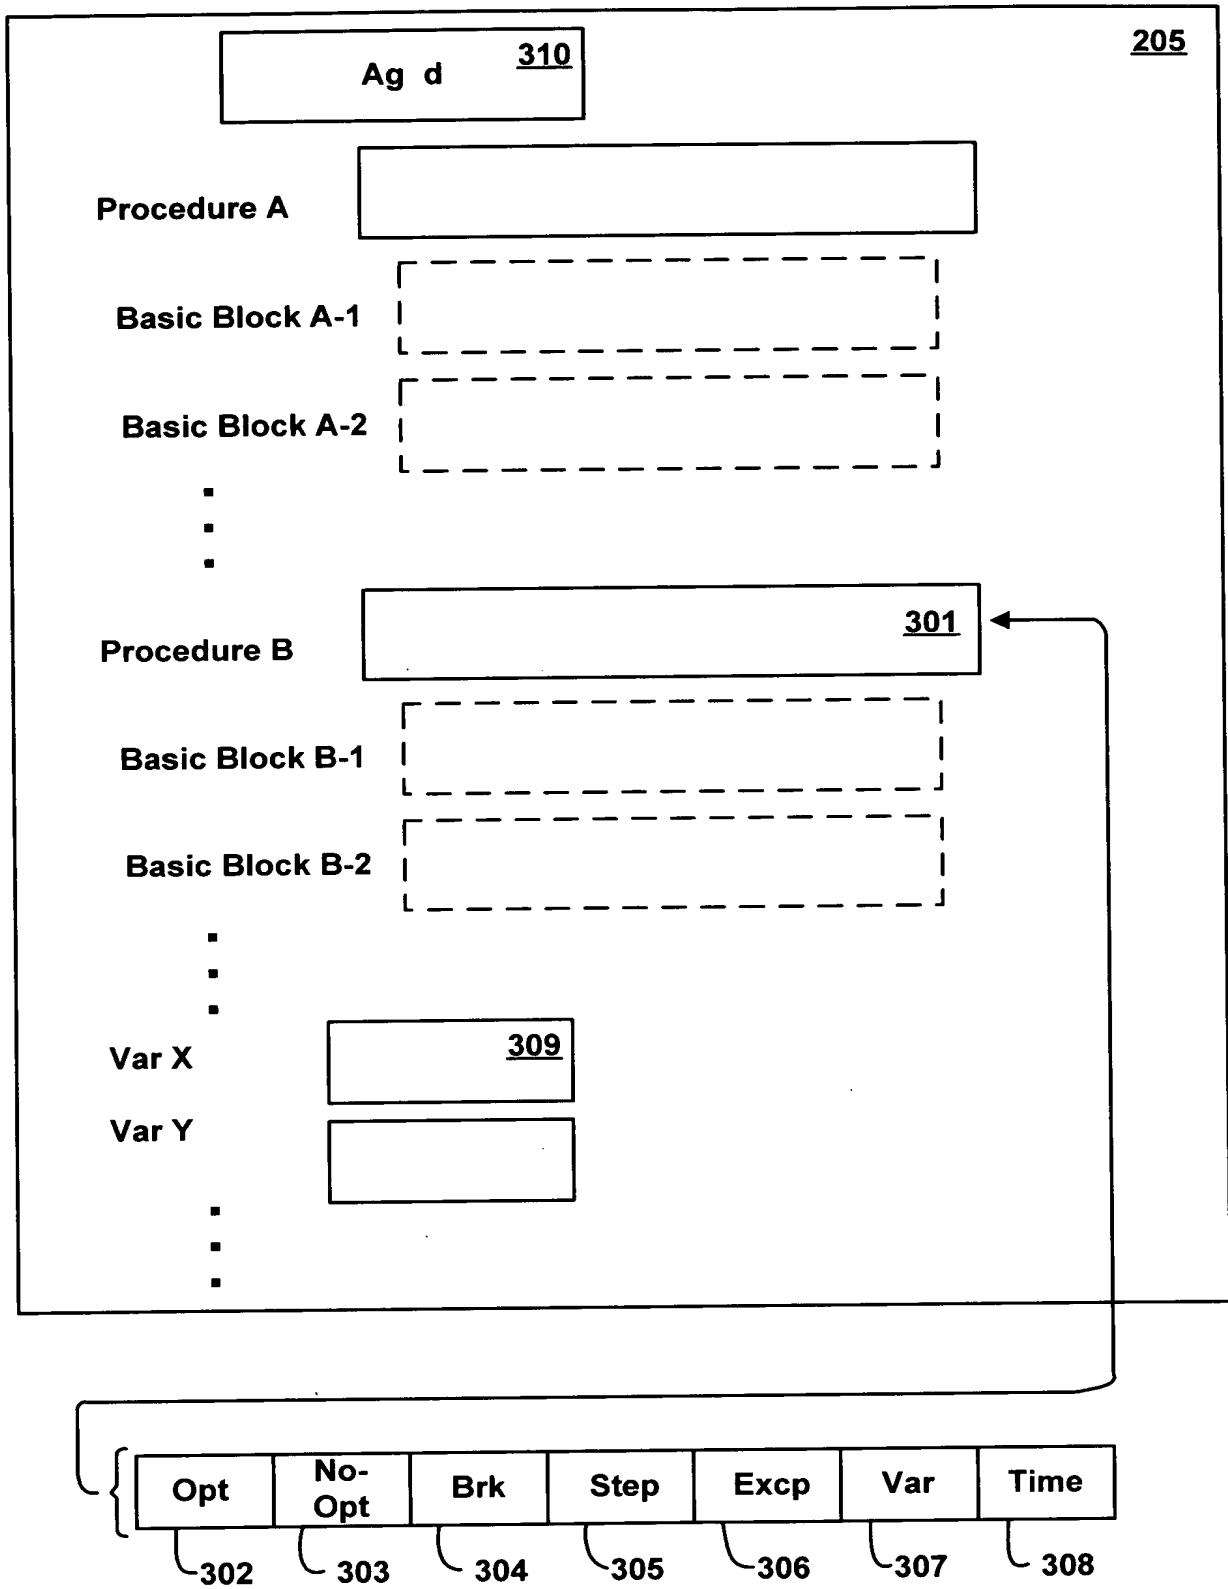 205
310
Ag d
Procedure A
Basic Block A-1
Basic Block A-2
301
Procedure B
Basic Block B-1
Basic Block B-2
309
Var X
Var Y
Opt
No-
Opt
Brk
Step
Excp
Var
Time
302
303
304
305
306
307
308